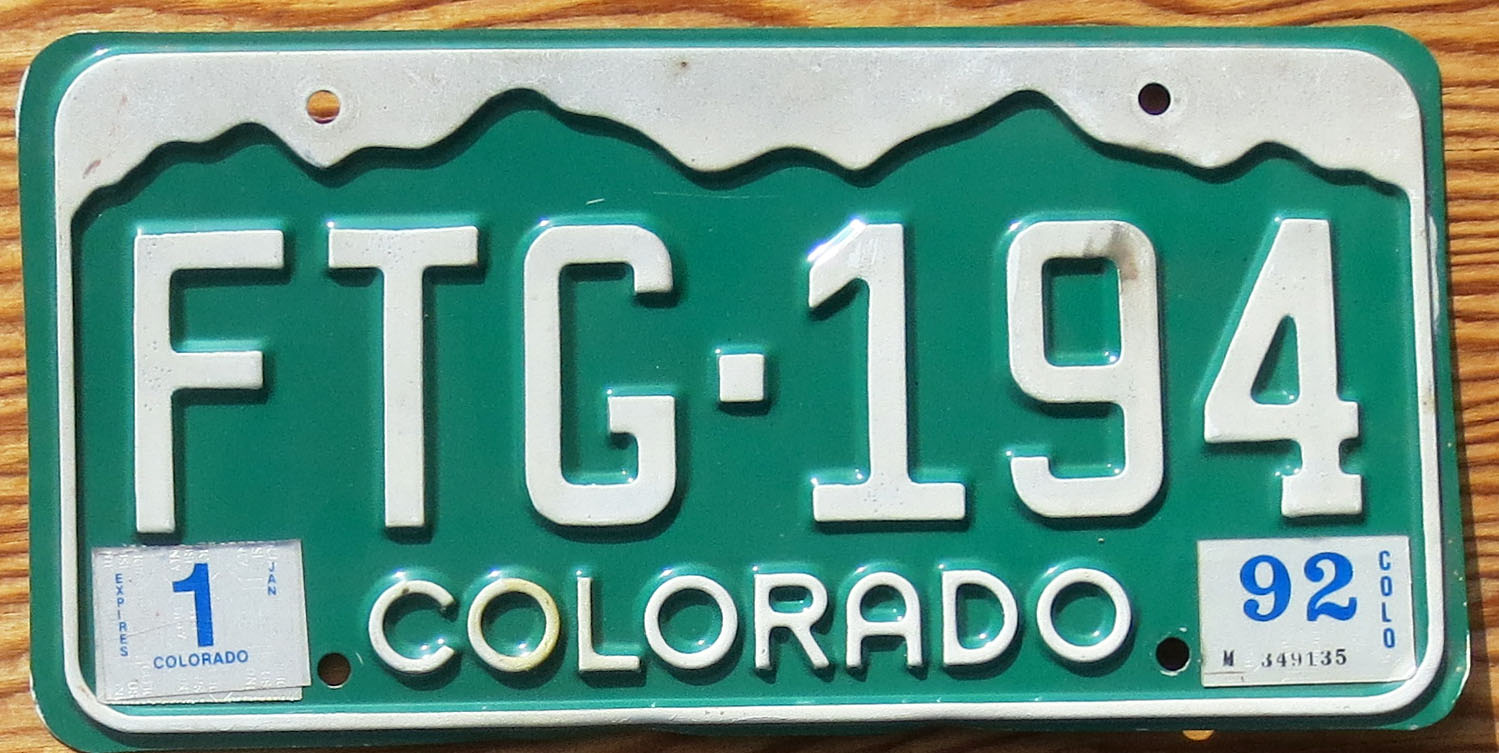 FTG·194
EXPIRES
1
JAN
COLORADO
COLORADO
92
COLO
M 349135